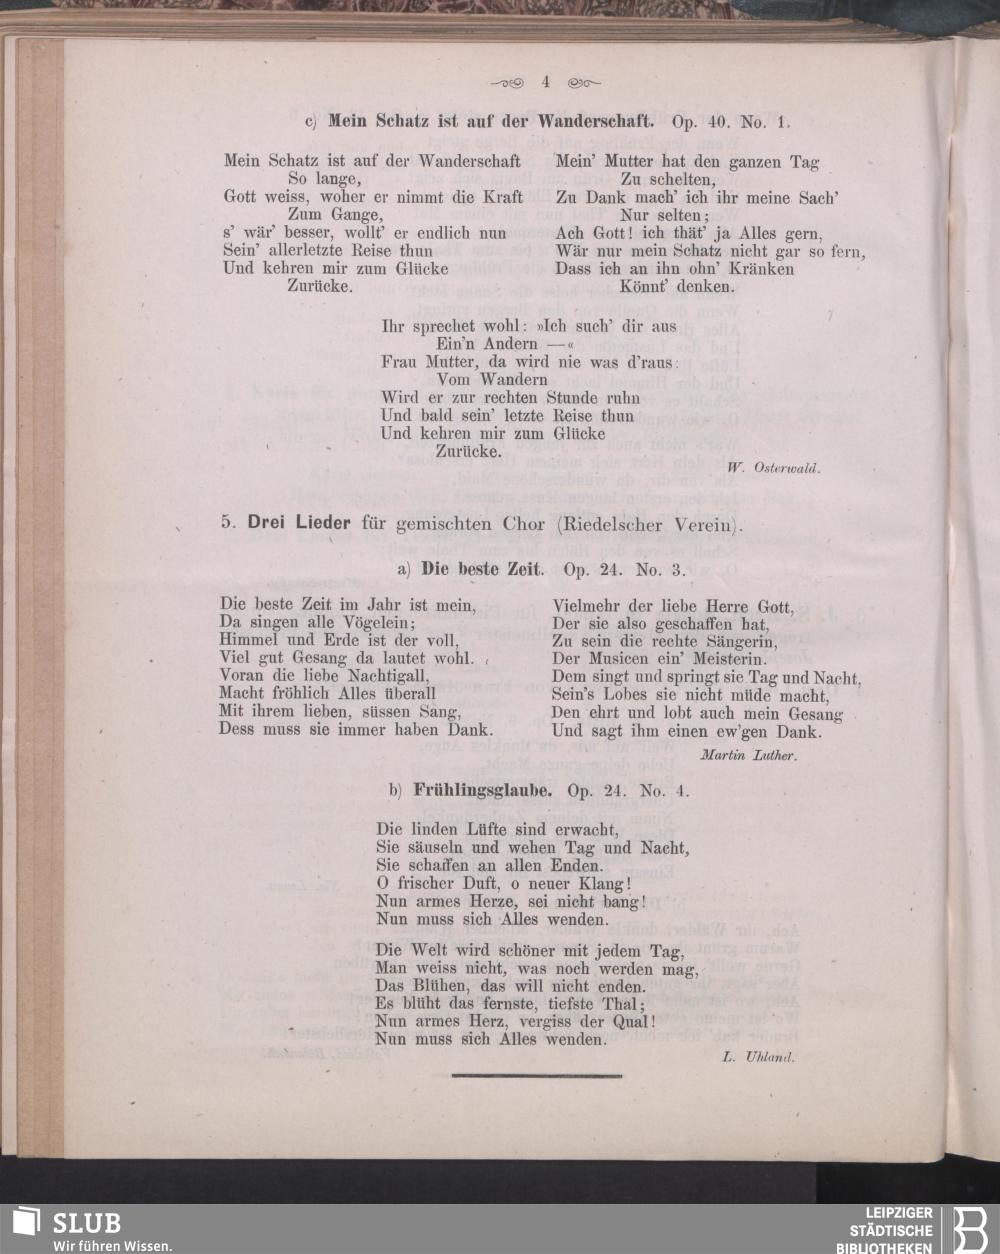 4
c) Mein Schatz ist auf der Wanderschaft. Op. 40. No. 1.
Mein Schatz ist auf der Wanderschaft
So lange,
Gott weiss, woher er nimmt die Kraft
Zum Gange,
s' wär' besser, wollt' er endlich nun
Sein' allerletzte Reise thun
Und kehren mir zum Glücke
Zurücke.
Mein' Mutter hat den ganzen Tag
Zu schelten,
Zu Dank mach' ich ihr meine Sach'
Nur selten;
Ach Gott! ich thät' ja Alles gern,
Wär nur mein Schatz nicht gar so fern,
Dass ich an ihn ohn' Kränken
Könnt' denken.
Ihr sprechet wohl: »Ich such' dir aus
Ein'n Andern —«
Frau Mutter, da wird nie was d'raus:
Vom Wandern
Wird er zur rechten Stunde ruhn
Und bald sein' letzte Reise thun
Und kehren mir zum Glücke
Zurücke.
W. Osterwald.
5. Drei Lieder für gemischten Chor (Riedelscher Verein).
a) Die beste Zeit. Op. 24. No. 3.
Die beste Zeit im Jahr ist mein,
Da singen alle Vögelein;
Himmel und Erde ist der voll,
Viel gut Gesang da lautet wohl.
Voran die liebe Nachtigall,
Macht fröhlich Alles überall
Mit ihrem lieben, süssen Sang,
Dess muss sie immer haben Dank.
Vielmehr der liebe Herre Gott,
Der sie also geschaffen hat,
Zu sein die rechte Sängerin,
Der Musicen ein' Meisterin.
Dem singt und springt sie Tag und Nacht,
Sein's Lobes sie nicht müde macht,
Den ehrt und lobt auch mein Gesang
Und sagt ihm einen ew'gen Dank.
Martin Luther.
b) Frühlingsglaube. Op. 24. No. 4.
Die linden Lüfte sind erwacht,
Sie säuseln und wehen Tag und Nacht,
Sie schaffen an allen Enden.
O frischer Duft, o neuer Klang!
Nun armes Herze, sei nicht bang!
Nun muss sich Alles wenden.
Die Welt wird schöner mit jedem Tag,
Man weiss nicht, was noch werden mag,
Das Blühen, das will nicht enden.
Es blüht das fernste, tiefste Thal;
Nun armes Herz, vergiss der Qual!
Nun muss sich Alles wenden.
L. Uhland.
SLUB
Wir führen Wissen.
LEIPZIGER
STÄDTISCHE
BIBLIOTHEKEN